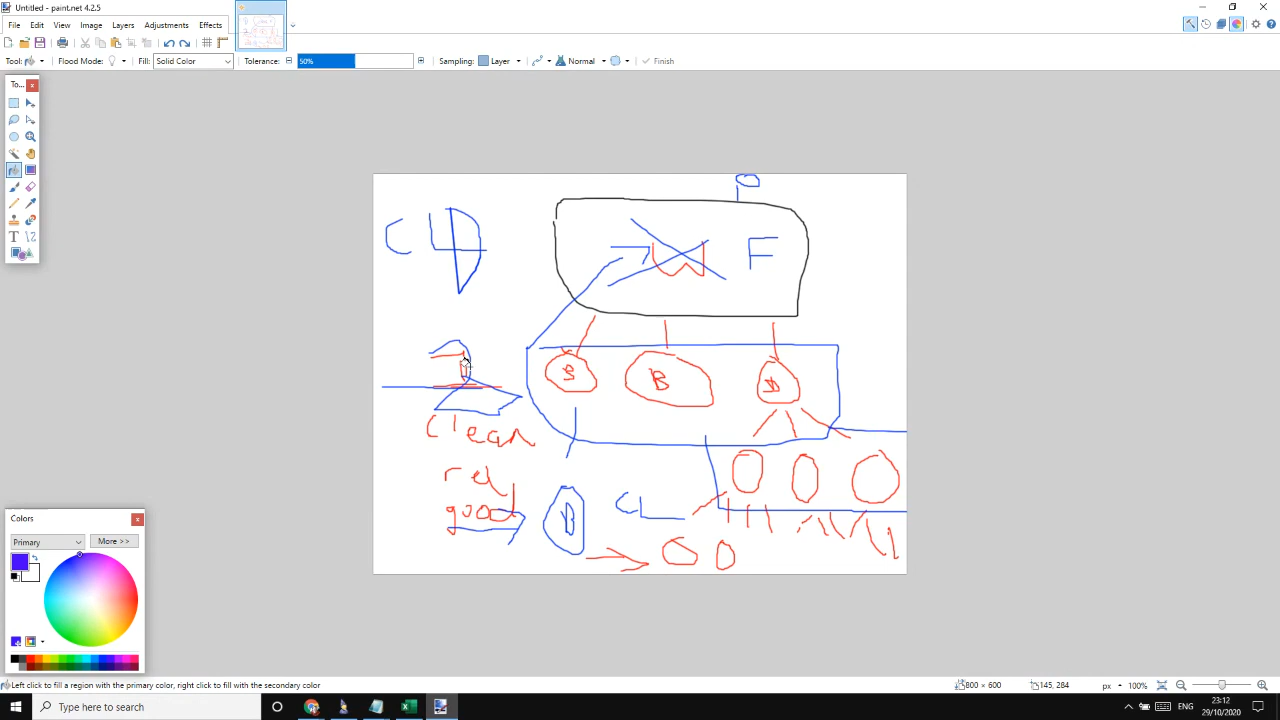 Untitled - paint.net 4.2.5
File Edit View Image Layers Adjustments Effects
Tool: Flood Mode: Fill: Solid Color Tolerance: 50% Sampling: Layer Normal Finish
To...
F
B B
Clean
rel
good
CL
Colors
Primary More >>
Left click to fill a region with the primary color, right click to fill with the secondary color 800 × 600 145, 284 px 100%
Type here to search
ENG 23:12
29/10/2020